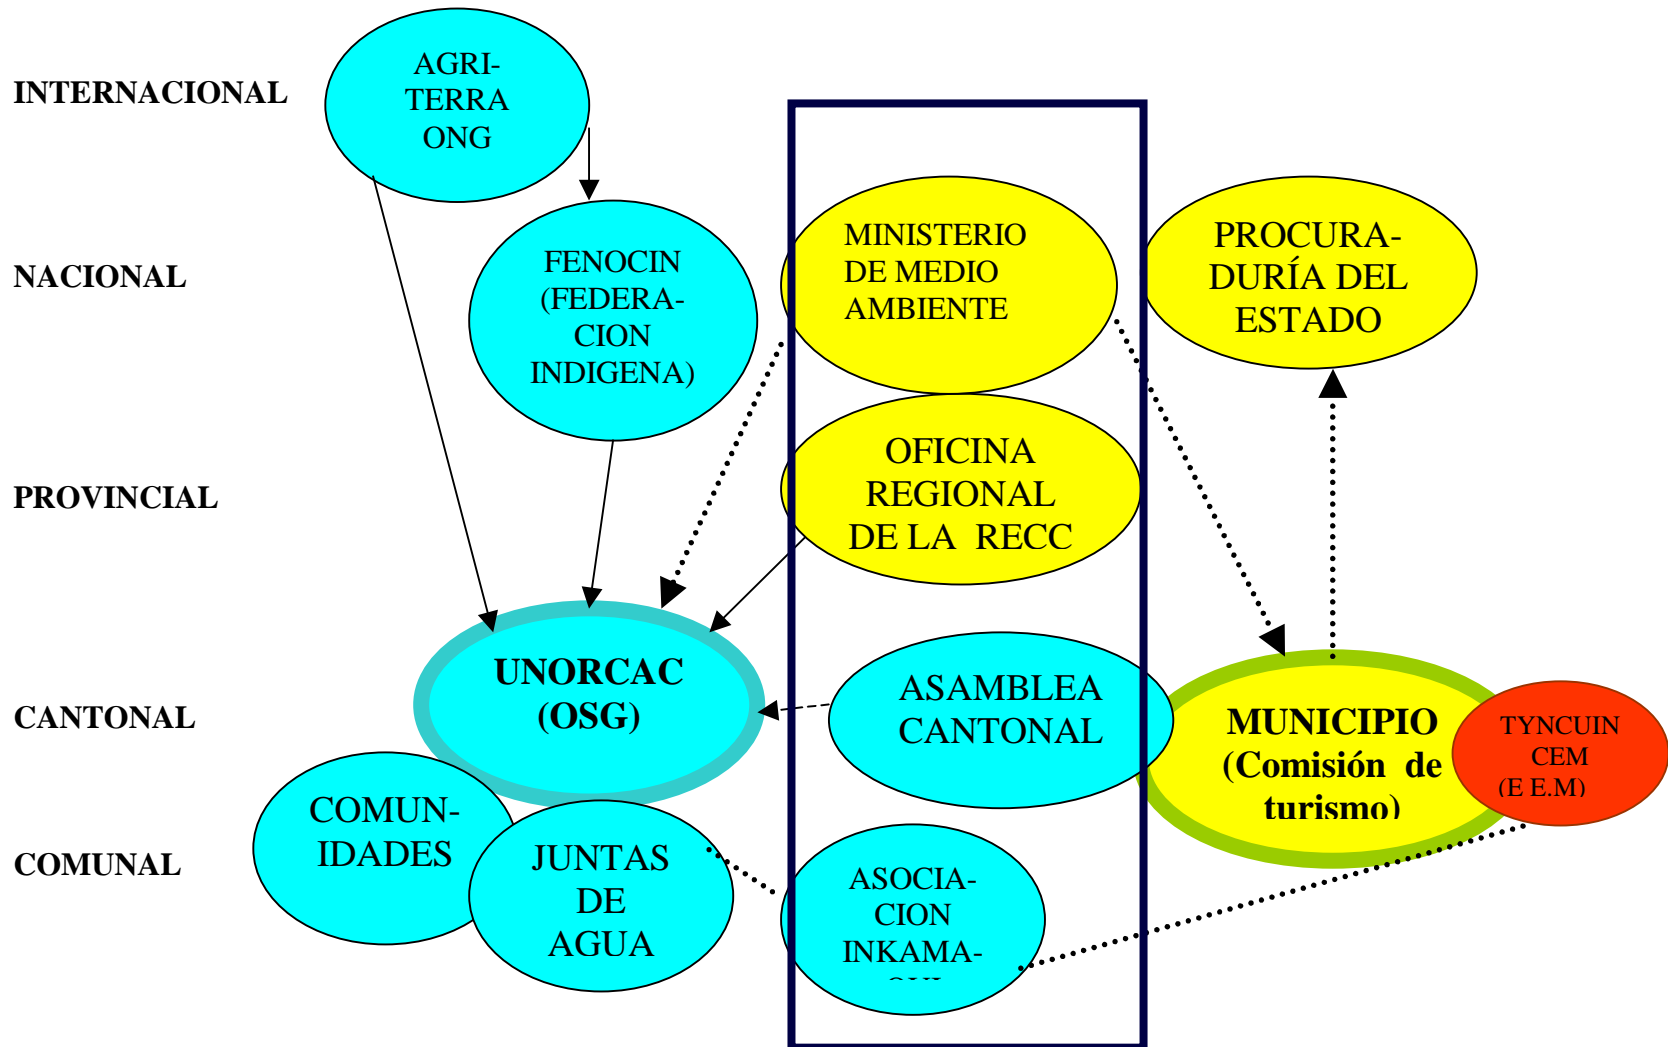 INTERNACIONAL
AGRI-
TERRA
ONG
NACIONAL
FENOCIN
(FEDERA-
CION
INDIGENA)
MINISTERIO
DE MEDIO
AMBIENTE
PROCURA-
DURÍA DEL
ESTADO
PROVINCIAL
OFICINA
REGIONAL
DE LA RECC
CANTONAL
UNORCAC
(OSG)
ASAMBLEA
CANTONAL
MUNICIPIO
(Comisión de
turismo)
TYNCUIN
CEM
(E E.M)
COMUNAL
COMUN-
IDADES
JUNTAS
DE
AGUA
ASOCIA-
CION
INKAMA-